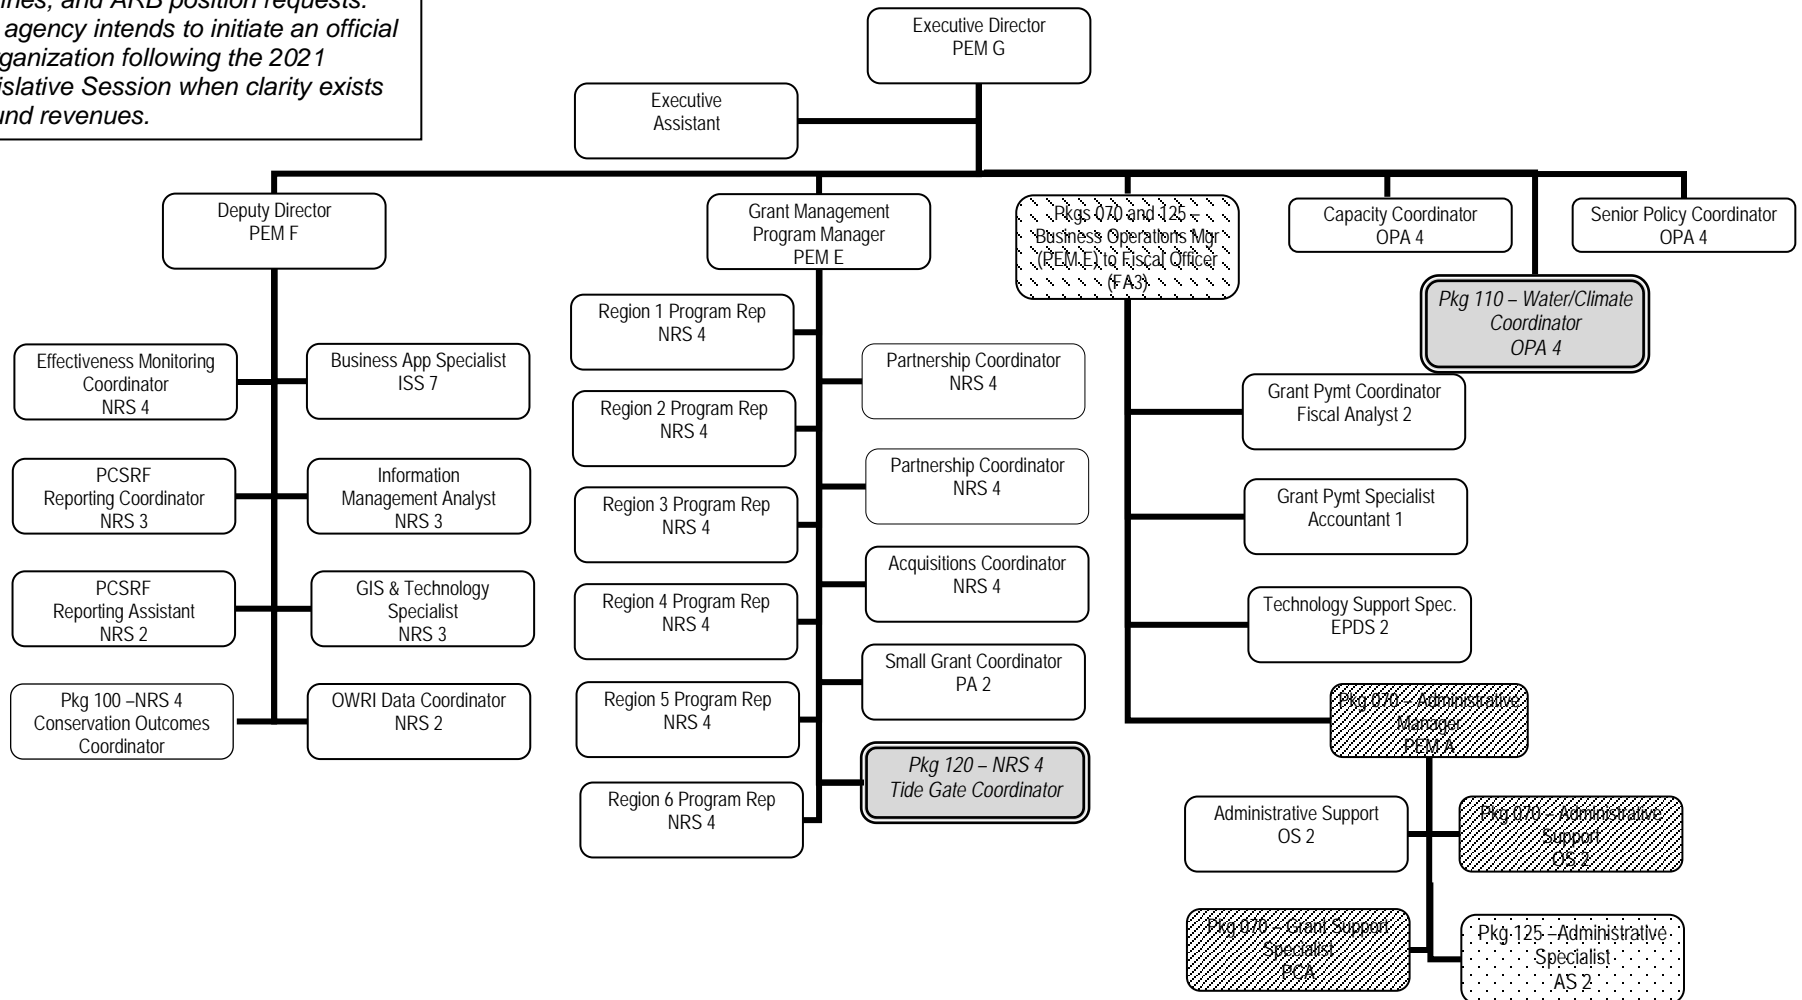 and ARB position requests.
agency intends to initiate an official
following the 2021
Session when clarity exists
revenues.
Executive Director
PEM G
Executive
Assistant
Deputy Director
PEM F
Grant Management
Program Manager
PEM E
Pkgs 070 and 125 –
Business Operations Mgr
(PEM E) to Fiscal Officer
(FA3)
Capacity Coordinator
OPA 4
Senior Policy Coordinator
OPA 4
Pkg 110 – Water/Climate
Coordinator
OPA 4
Effectiveness Monitoring
Coordinator
NRS 4
Business App Specialist
ISS 7
PCSRF
Reporting Coordinator
NRS 3
Information
Management Analyst
NRS 3
PCSRF
Reporting Assistant
NRS 2
GIS & Technology
Specialist
NRS 3
Pkg 100 –NRS 4
Conservation Outcomes
Coordinator
OWRI Data Coordinator
NRS 2
Region 1 Program Rep
NRS 4
Region 2 Program Rep
NRS 4
Region 3 Program Rep
NRS 4
Region 4 Program Rep
NRS 4
Region 5 Program Rep
NRS 4
Region 6 Program Rep
NRS 4
Partnership Coordinator
NRS 4
Partnership Coordinator
NRS 4
Acquisitions Coordinator
NRS 4
Small Grant Coordinator
PA 2
Pkg 120 – NRS 4
Tide Gate Coordinator
Grant Pymt Coordinator
Fiscal Analyst 2
Grant Pymt Specialist
Accountant 1
Technology Support Spec.
EPDS 2
Pkg 070 – Administrative
Manager
PEM A
Administrative Support
OS 2
Pkg 070 – Administrative
Support
OS 2
Pkg 070 – Grant Support
Specialist
PCA
Pkg 125 –Administrative
Specialist
AS 2